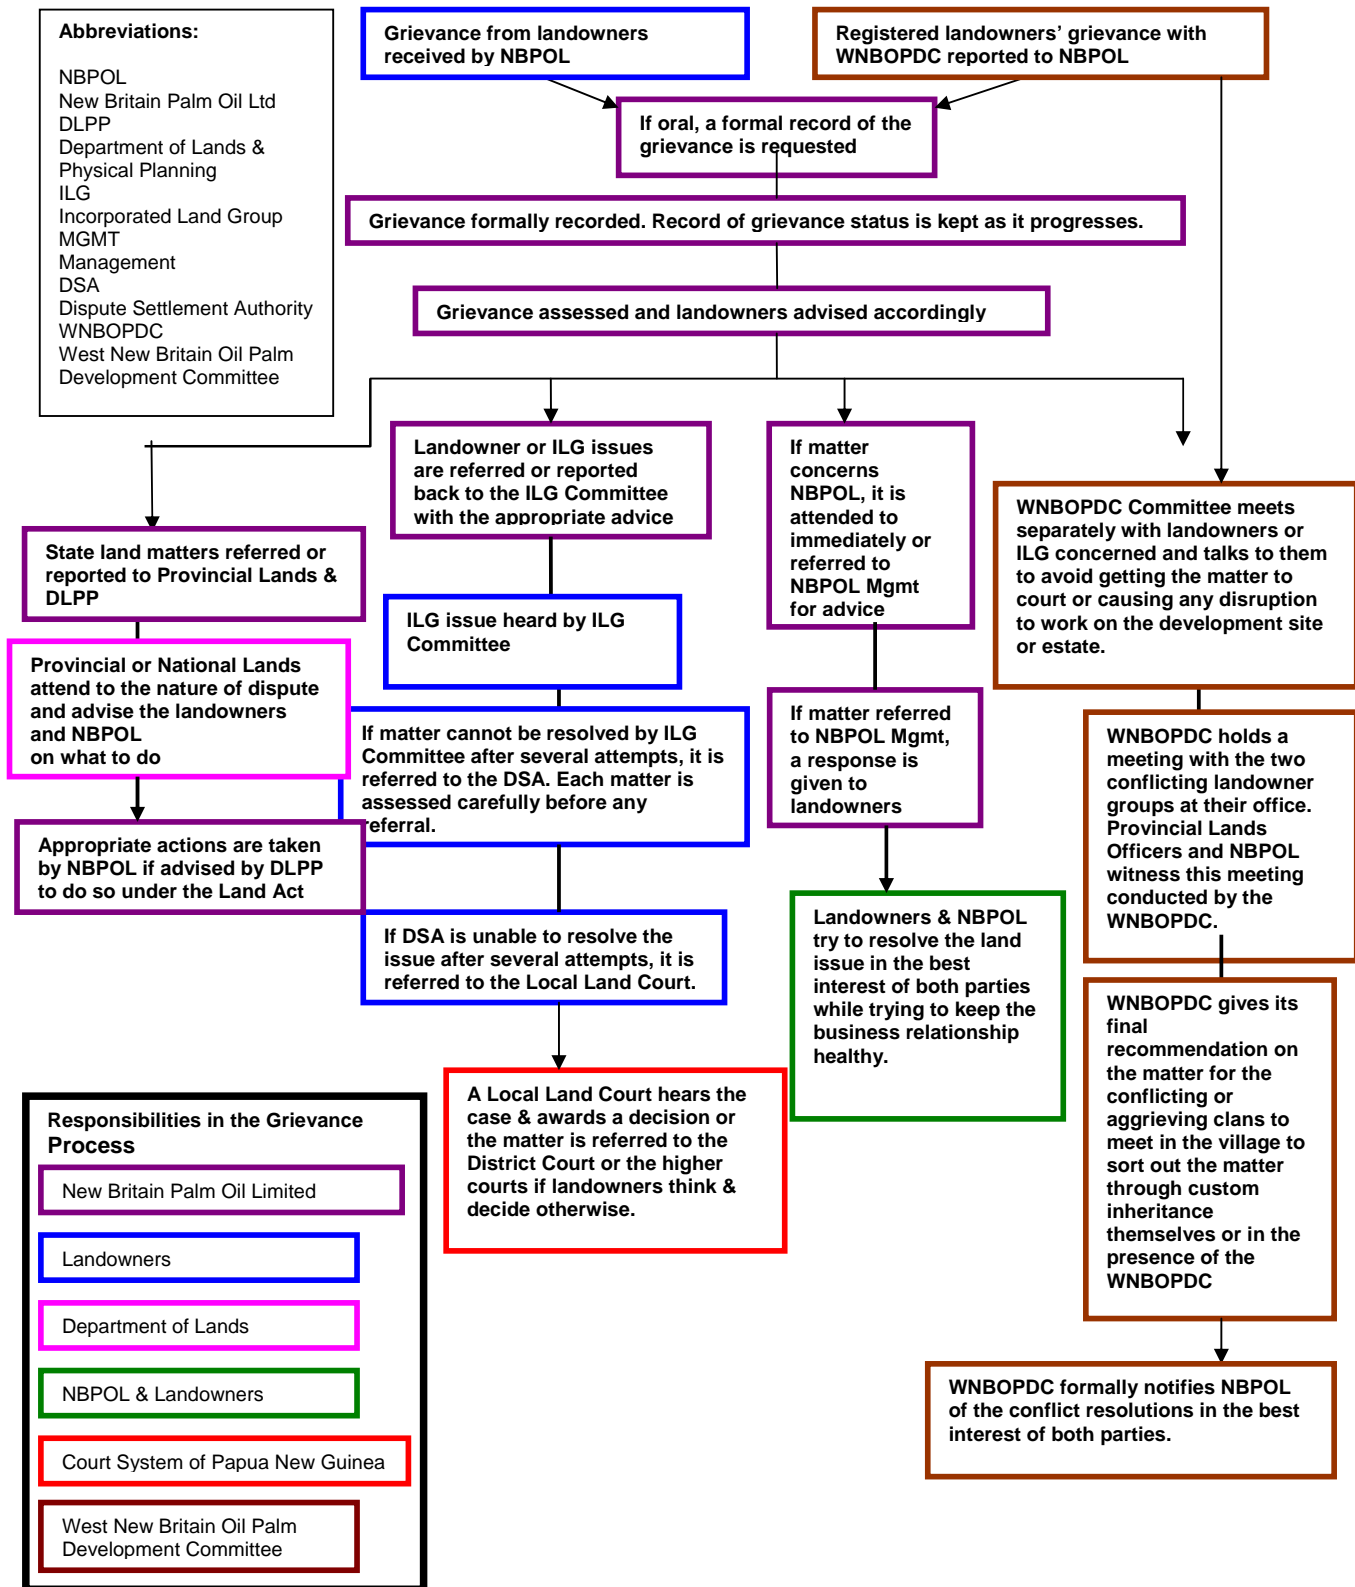 Abbreviations:
NBPOL
New Britain Palm Oil Ltd
DLPP
Department of Lands &
Physical Planning
ILG
Incorporated Land Group
MGMT
Management
DSA
Dispute Settlement Authority
WNBOPDC
West New Britain Oil Palm
Development Committee
Grievance from landowners
received by NBPOL
Registered landowners’ grievance with
WNBOPDC reported to NBPOL
If oral, a formal record of the
grievance is requested
Grievance formally recorded. Record of grievance status is kept as it progresses.
Grievance assessed and landowners advised accordingly
State land matters referred or
reported to Provincial Lands &
DLPP
Provincial or National Lands
attend to the nature of dispute
and advise the landowners
and NBPOL
on what to do
Appropriate actions are taken
by NBPOL if advised by DLPP
to do so under the Land Act
Landowner or ILG issues
are referred or reported
back to the ILG Committee
with the appropriate advice
ILG issue heard by ILG
Committee
If matter cannot be resolved by ILG
Committee after several attempts, it is
referred to the DSA. Each matter is
assessed carefully before any
referral.
If DSA is unable to resolve the
issue after several attempts, it is
referred to the Local Land Court.
A Local Land Court hears the
case & awards a decision or
the matter is referred to the
District Court or the higher
courts if landowners think &
decide otherwise.
If matter
concerns
NBPOL, it is
attended to
immediately or
referred to
NBPOL Mgmt
for advice
If matter referred
to NBPOL Mgmt,
a response is
given to
landowners
Landowners & NBPOL
try to resolve the land
issue in the best
interest of both parties
while trying to keep the
business relationship
healthy.
WNBOPDC Committee meets
separately with landowners or
ILG concerned and talks to them
to avoid getting the matter to
court or causing any disruption
to work on the development site
or estate.
WNBOPDC holds a
meeting with the two
conflicting landowner
groups at their office.
Provincial Lands
Officers and NBPOL
witness this meeting
conducted by the
WNBOPDC.
WNBOPDC gives its
final
recommendation on
the matter for the
conflicting or
aggrieving clans to
meet in the village to
sort out the matter
through custom
inheritance
themselves or in the
presence of the
WNBOPDC
WNBOPDC formally notifies NBPOL
of the conflict resolutions in the best
interest of both parties.
Responsibilities in the Grievance
Process
New Britain Palm Oil Limited
Landowners
Department of Lands
NBPOL & Landowners
Court System of Papua New Guinea
West New Britain Oil Palm
Development Committee